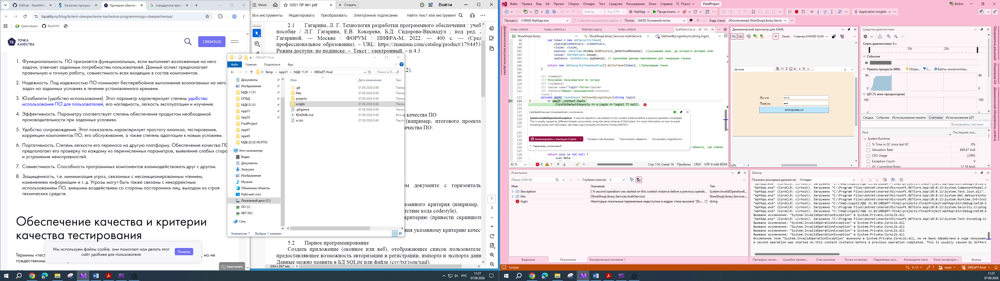 GitHub - KlosHiHi/
Качество програм
Критерии обеспеч
стандартное врем
tquality.ru/blog/kriterii-obespechenie-kachestva-programmnogo-obespecheniya/
трансляция
KlosHiHi
ТОЧКА
КАЧЕСТВА
СВЯЗАТЬСЯ
1. Функциональность. ПО признается функциональным, если выполняет возложенные на него
задачи, отвечает заданным потребностям пользователей. Данный аспект предполагает
правильную и точную работу, совместимость всех входящих в состав компонентов.
2. Надежность. Под надежностью ПО понимают бесперебойное выполнение возлагаемых на него
задач на заданных условиях в течение установленного времени.
3. Юзабилити (удобство использования). Этот параметр характеризует степень удобства
использования ПО для пользователей, его наглядность, легкость эксплуатации и изучения.
4. Эффективность. Параметру соответствует степень обеспечения продуктом необходимой
производительности при заданных условиях.
5. Удобство сопровождения. Этот показатель характеризует простоту анализа, тестирования,
коррекции компонентов ПО, его обслуживания, а также степень адаптации к новым условиям.
6. Портативность. Степень легкости его переноса на другую платформу. Обеспечение качества ПО
предполагает его проверку по каждому из перечисленных параметров, выявление слабых сторо
и устранение неисправностей.
7. Совместимость. Способность программных компонентов взаимодействовать друг с другом.
8. Защищенность, т.е. минимизация угроз, связанных с несанкционированным чтением,
изменением информации и т. д. Угрозы могут быть также связаны с некорректным
использованием ПО, внешним воздействием со стороны посторонних лиц, выходом из строя
технических средств.
Обеспечение качества и критерии
качества тестирования
Мы используем файлы cookie, они помогают нам делать этот
сайт удобнее для пользователя
Понятно
Термины «тест
, но не
тождественны.
Задать вопрос
Меню
0201 ЛР №1.pdf
Создать
Войти
Все инструменты
Редактировать
Преобразовать
Электронное подписание
Найти текст или инструмент
2.1 Гагарина, Л. Г. Технология разработки программного обеспечения : учеб
пособие / Л.Г. Гагарина, Е.В. Кокорева, Б.Д. Сидорова-Виснадул ; под ред. Л
Гагариной. — Москва : ФОРУМ : ИНФРА-М, 2022. — 400 с. — (Сред
профессиональное образование). – URL: https://znanium.com/catalog/product/1794453
Режим доступа: по подписке. – Текст : электронный. – п.4.3.
.2).
д качества ПО
(например, итогового проекта
качества ПО:
ом документе с горизонталь
азанного критерия (например,
тствие кода codestyle),
критерию (привести скриншот
вия указанному критерию качест
5.2 Парное программирование
Создать приложение (оконное или веб), отображающее список пользователе
предоставляющее возможность авторизации и регистрации, импорта и экспорта данн
Данные можно хранить в БД SQLite или файле (csv/txt/json/xml).
209 x 297 мм
1
3
DBDaPT-final
Файл
Главная
Поделиться
Вид
« Temp › ispp31 › МДК 11.01 › DBDaPT-final
Поиск в: D...
Имя
Дата изменения
Тип
Документы
Изображения
МДК.11.01
ОПБД
МДК.01.01
ispp31
Ispp55
FinalProject
ispp41
ispp45
МДК.02.02 ИСРПО
Этот компьютер
Видео
Документы
Загрузки
Изображения
Музыка
Объемные объекты
Рабочий стол
Локальный диск (C:)
ISO (I:)
NET (N:)
Сеть
.git 07.09.2026 8:40 Папка
files 07.09.2026 8:40 Папка
projects 07.09.2026 8:40 Папка
scripts 07.09.2026 8:40 Папка
.gitignore 07.09.2026 8:40 Тексто
README.md 07.09.2026 8:40 Исход
sc.txt 07.09.2026 8:40 Тексто
Элементов: 7
Выбран 1 элемент
РУС
11:37
07.09.2026
Файл Правка Вид Git Проект Сборка Отладка Тест Средства Расширения Окно Справка Поиск
FinalProject
Войти
Debug
Any CPU
WpfApp
Продолжить
Application Insights
Процесс: [14904] WpfApp.exe
События жизненного цикла
Поток: [4420] Основной поток
Кадр стека: [Исключение] ShoeShopLibrary.Servic
Динамическое визуальное дерево
Index.cshtml
Index.cshtml.cs
WebApi.csproj
Index.cshtml
AuthService.cs
ShoeShopLibrary
ShoeShopLibrary.Services.AuthService
GetUserByLoginAsync(string login)
98 var token = new JwtSecurityToken(
99 signingCredentials: credentials,
100 claims: claims,
101 expires: DateTime.UtcNow.AddMinutes(_jwtActiveMinutes), //указываем срок, до которого активен ключ
102 issuer: AuthOptions.issuer,
103 audience: AuthOptions.audience); // заполняем данные приложения для генерации токена
104
105 return new JwtSecurityTokenHandler().WriteToken(token); //Записываем токен
106 }
107
108 /// <summary>
109 /// Получение пользователя по логину
110 /// </summary>
111 /// <param name="login">Логин</param>
112 /// <returns>Объект пользователя</returns>
Ссылок: 2
113 private async Task<User> GetUserByLoginAsync(string login)
114 => await _context.Users
115 .FirstOrDefaultAsync(u => u.Login == login) ?? null!;
116
117
118
119
120
121
122
123
124
125
126
127
128 return user is not null ?
129 user.Role :
Необработанное пользователем исключение
System.InvalidOperationException: "A second operation was started on this context instance before a previous operation completed.
This is usually caused by different threads concurrently using the same instance of DbContext. For more information on how to avoid
threading issues with DbContext, see https://go.microsoft.com/fwlink/?linkid=2097913."
Анализировать с помощью Copilot
Показать стек вызовов
Просмотреть сведения
Копировать подробности
Параметры исключений
объекта, где совпал
82 %
0
1
Стр: 114, Симв: 16
Пробелы
CRLF
UTF-8 with BOM
Динамический просмотр для XAML
Окно: Главная [HWND 0x00
Логин
Пароль
Авторизация
60%
Средства диагностики
Сеанс диагностики: 5 с
10с
20с
События
Память процесса (МБ)
Сборк...
С...
Байты исключитель..
90
90
0
0
ЦП (% всех процессоров)
100
100
0
0
Сводка
События
Использование памяти
Счетчики
Использование ЦП
Фильтровать счетчики
Имя
Последнее зна...
System.Runtime
% Time in GC since last GC 0%
Allocation Rate 600,47 КиБ
CPU Usage 2,09%
Exception Count 0
GC Committed Bytes 12,39 МиБ
Обозреватель решений
Изменения Git
Динамический обозреватель свойств
Локальные
Поиск (Ctrl+E)
Глубина поиска: 3
Имя
Значение
Тип
$exception {"A second operation was started on this context instance before a previous operati... System.InvalidOperationE...
this {ShoeShopLibrary.Services.AuthService} ShoeShopLibrary.Services....
login Некоторые локальные переменные недоступны в кадрах стека вызовов "[Ex... string
Видимые
Локальные
Контрольные значения 1
Вывод
Показать выходные данные из: Отладка
"WpfApp.exe" (CoreCLR: clrhost). Загружено "C:\Program Files\dotnet\shared\Microsoft.NETCore.App\10.0.11\System.ComponentModel.A
"WpfApp.exe" (CoreCLR: clrhost). Загружено "C:\Program Files\dotnet\shared\Microsoft.NETCore.App\10.0.11\System.Text.Json.dll".
"WpfApp.exe" (CoreCLR: clrhost). Загружено "C:\Program Files\dotnet\shared\Microsoft.NETCore.App\10.0.11\System.Net.NetworkInfor
"WpfApp.exe" (CoreCLR: clrhost). Загружено "C:\Program Files\dotnet\shared\Microsoft.NETCore.App\10.0.11\System.Runtime.Intrinsi
"WpfApp.exe" (CoreCLR: clrhost). Загружено "C:\Temp\ispp31\МДК 11.01\DBDaPT-final\projects\FinalProject\WpfApp\bin\Debug\net10.0
"WpfApp.exe" (CoreCLR: clrhost). Загружено "C:\Program Files\dotnet\shared\Microsoft.NETCore.App\10.0.11\System.Security.Cryptog
"WpfApp.exe" (CoreCLR: clrhost). Загружено "C:\Temp\ispp31\МДК 11.01\DBDaPT-final\projects\FinalProject\WpfApp\bin\Debug\net10.0
Вызвано исключение: "System.InvalidOperationException" в System.Private.CoreLib.dll
"WpfApp.exe" (CoreCLR: clrhost). Загружено "C:\Program Files\dotnet\shared\Microsoft.NETCore.App\10.0.11\System.Text.Encoding.Co
Вызвано исключение: "System.InvalidOperationException" в System.Private.CoreLib.dll
Вызвано исключение: "System.InvalidOperationException" в System.Private.CoreLib.dll
Вызвано исключение: "System.InvalidOperationException" в System.Private.CoreLib.dll
Вызвано исключение: "System.InvalidOperationException" в System.Private.CoreLib.dll
Исключение типа "System.InvalidOperationException" возникло в System.Private.CoreLib.dll, но не было обработано в коде пользоват
A second operation was started on this context instance before a previous operation completed. This is usually caused by differe
Проверка читае...
Ошибки привяз...
Стек вызовов
Точки останова
Параметры иск...
Командное окно
Окно интерпрет...
Вывод
Готово
0 / 0
7
main
DBDaPT-final
11:37
07.09.2026